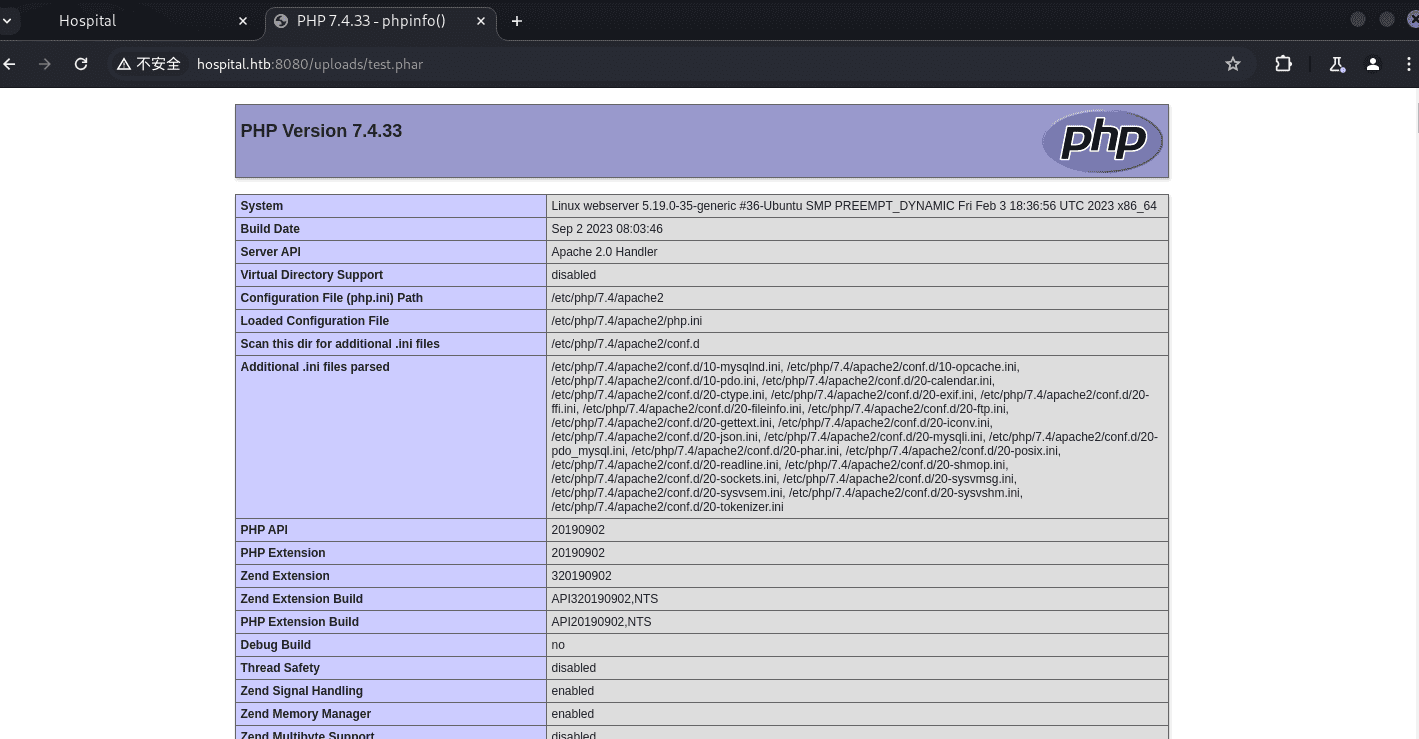 Hospital
PHP 7.4.33 - phpinfo()
不安全
hospital.htb:8080/uploads/test.phar
PHP Version 7.4.33
php
System
Linux webserver 5.19.0-35-generic #36-Ubuntu SMP PREEMPT_DYNAMIC Fri Feb 3 18:36:56 UTC 2023 x86_64
Build Date
Sep 2 2023 08:03:46
Server API
Apache 2.0 Handler
Virtual Directory Support
disabled
Configuration File (php.ini) Path
/etc/php/7.4/apache2
Loaded Configuration File
/etc/php/7.4/apache2/php.ini
Scan this dir for additional .ini files
/etc/php/7.4/apache2/conf.d
Additional .ini files parsed
/etc/php/7.4/apache2/conf.d/10-mysqlnd.ini, /etc/php/7.4/apache2/conf.d/10-opcache.ini,
/etc/php/7.4/apache2/conf.d/10-pdo.ini, /etc/php/7.4/apache2/conf.d/20-calendar.ini,
/etc/php/7.4/apache2/conf.d/20-ctype.ini, /etc/php/7.4/apache2/conf.d/20-exif.ini, /etc/php/7.4/apache2/conf.d/20-
ffi.ini, /etc/php/7.4/apache2/conf.d/20-fileinfo.ini, /etc/php/7.4/apache2/conf.d/20-ftp.ini,
/etc/php/7.4/apache2/conf.d/20-gettext.ini, /etc/php/7.4/apache2/conf.d/20-iconv.ini,
/etc/php/7.4/apache2/conf.d/20-json.ini, /etc/php/7.4/apache2/conf.d/20-mysqli.ini, /etc/php/7.4/apache2/conf.d/20-
pdo_mysql.ini, /etc/php/7.4/apache2/conf.d/20-phar.ini, /etc/php/7.4/apache2/conf.d/20-posix.ini,
/etc/php/7.4/apache2/conf.d/20-readline.ini, /etc/php/7.4/apache2/conf.d/20-shmop.ini,
/etc/php/7.4/apache2/conf.d/20-sockets.ini, /etc/php/7.4/apache2/conf.d/20-sysvmsg.ini,
/etc/php/7.4/apache2/conf.d/20-sysvsem.ini, /etc/php/7.4/apache2/conf.d/20-sysvshm.ini,
/etc/php/7.4/apache2/conf.d/20-tokenizer.ini
PHP API
20190902
PHP Extension
20190902
Zend Extension
320190902
Zend Extension Build
API320190902,NTS
PHP Extension Build
API20190902,NTS
Debug Build
no
Thread Safety
disabled
Zend Signal Handling
enabled
Zend Memory Manager
enabled
Zend Multibyte Support
disabled